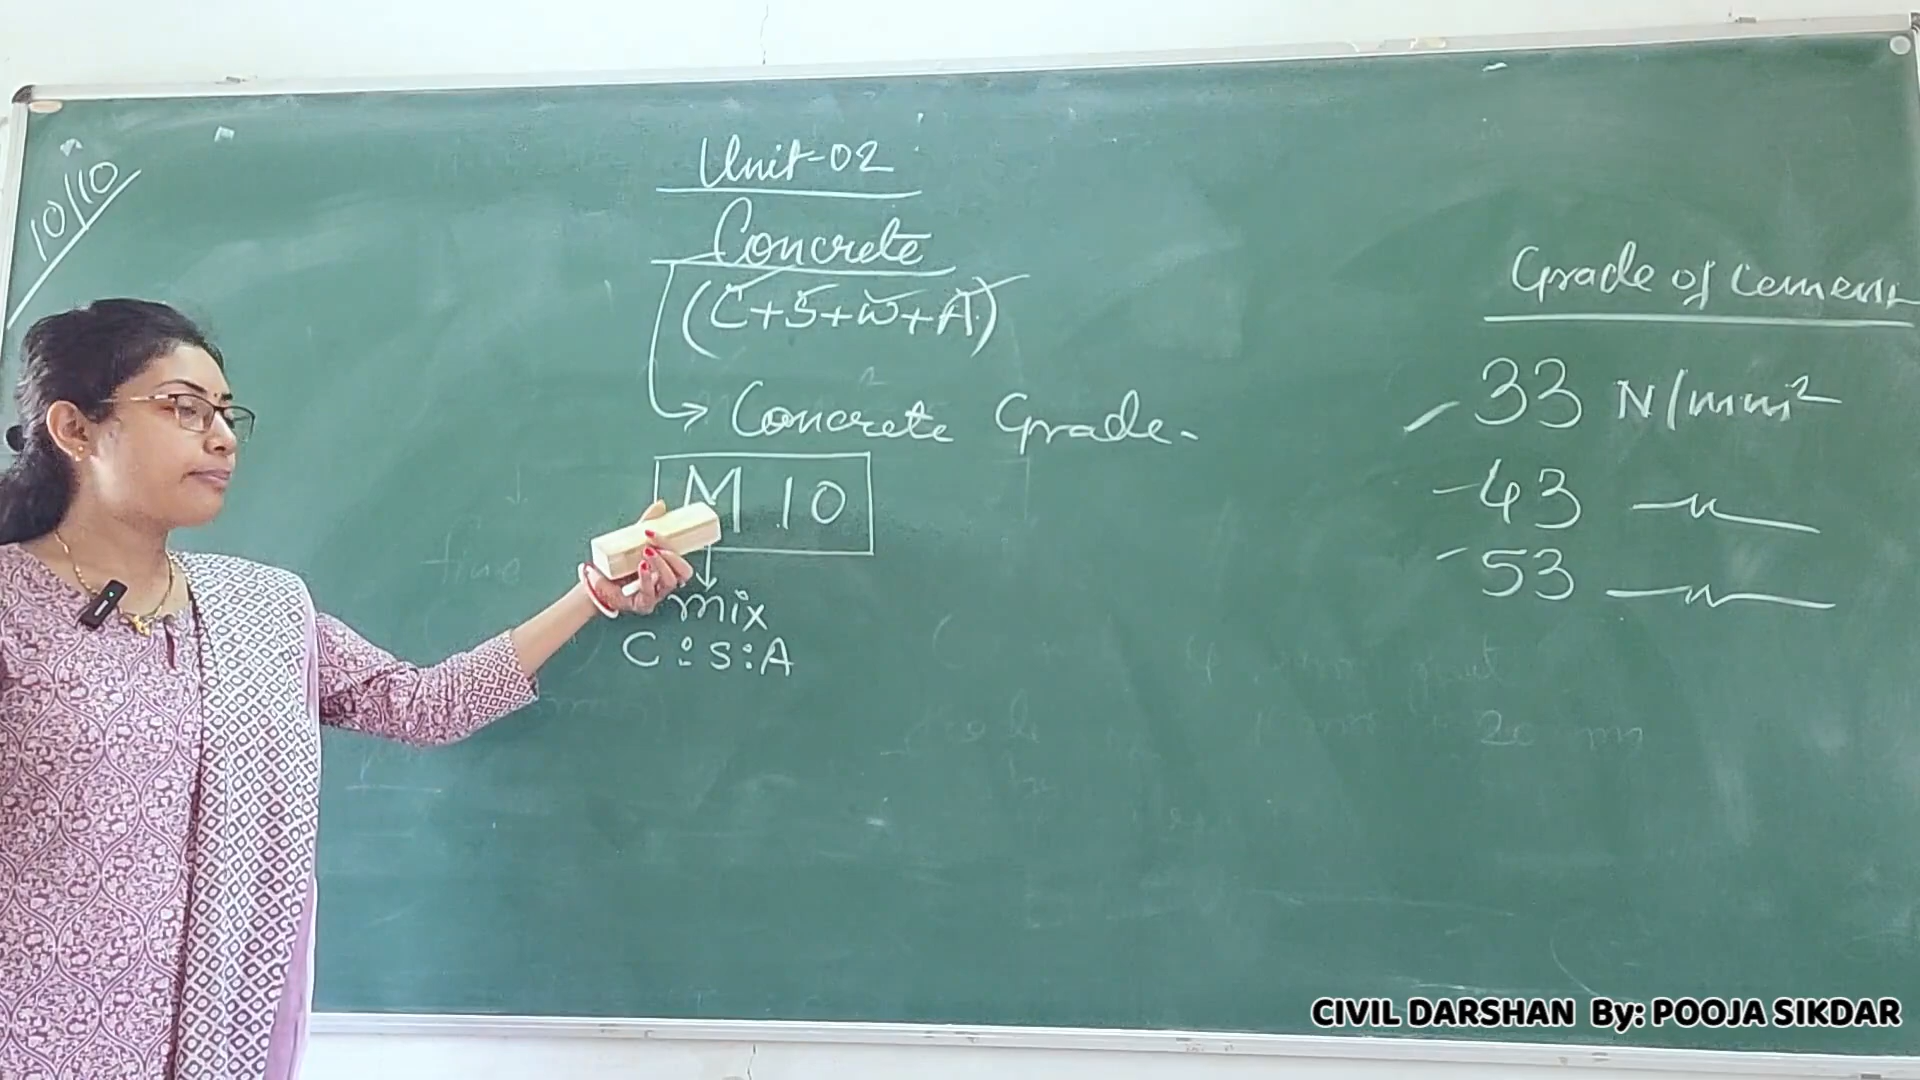 10/10
Unit-02
Concrete
(C+S+W+A)
→ Concrete Grade.
M 10
↓
mix
C : S : A
Grade of Cement
33 N/mm²
43 —〃—
53 —〃—
fine
CIVIL DARSHAN By: POOJA SIKDAR